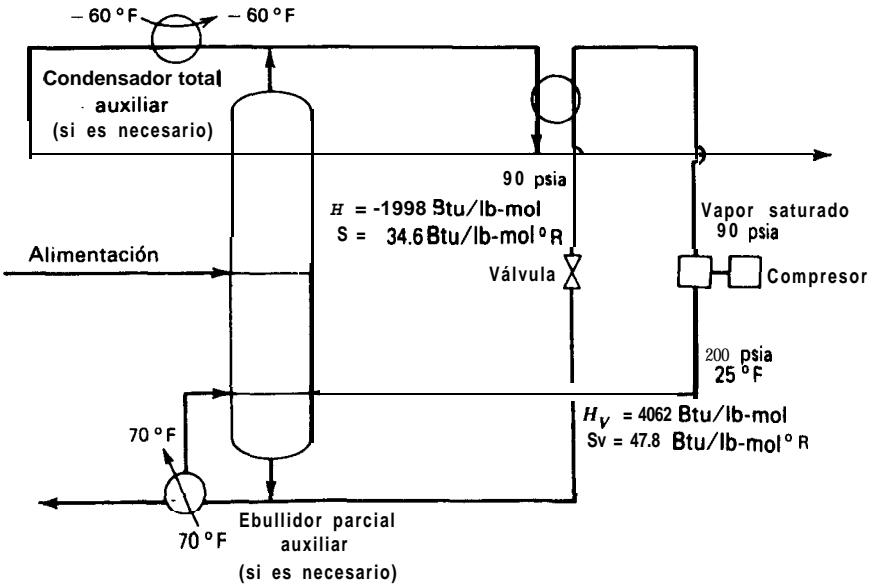 – 60 °F – 60 °F
Condensador total
auxiliar
(si es necesario)
90 psia
H = -1998 Btu/lb-mol
S = 34.6 Btu/lb-mol °R
Vapor saturado
90 psia
Alimentación
Válvula
Compresor
200 psia
25 °F
H_V = 4062 Btu/lb-mol
Sv = 47.8 Btu/lb-mol ° R
70 °F
70 °F
Ebullidor parcial
auxiliar
(si es necesario)